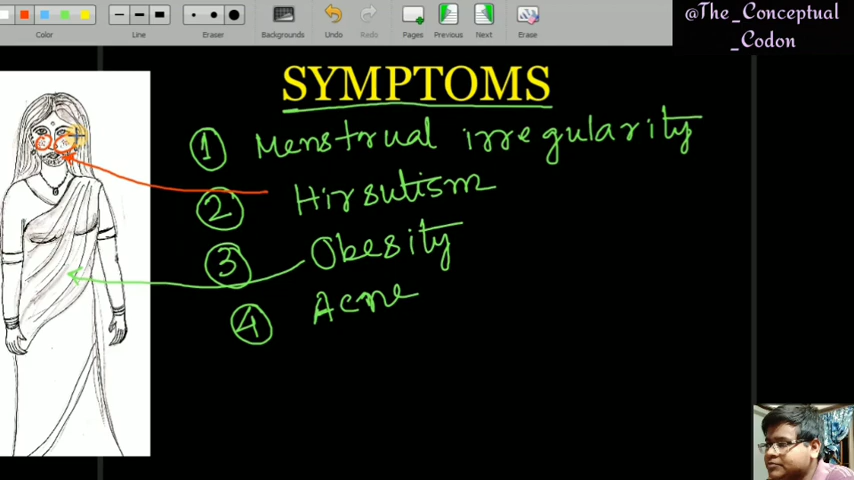 @The_Conceptual
_Codon
Color
Line
Eraser
Backgrounds
Undo
Redo
Pages
Previous
Next
Erase
SYMPTOMS
1 Menstrual irregularity
2 Hirsutism
3 Obesity
4 Acne